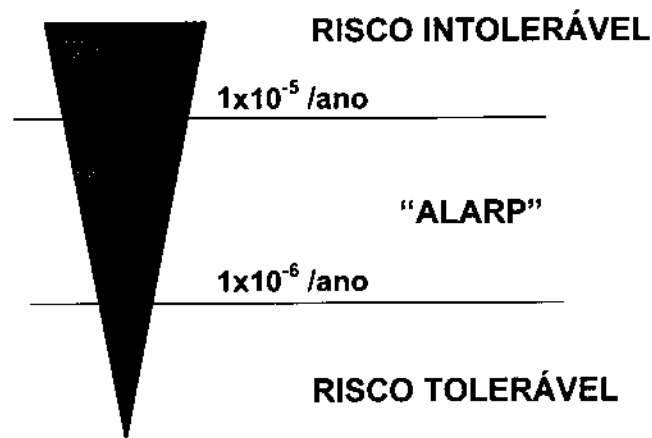 RISCO INTOLERÁVEL
1x10⁻⁵ /ano
“ALARP”
1x10⁻⁶ /ano
RISCO TOLERÁVEL